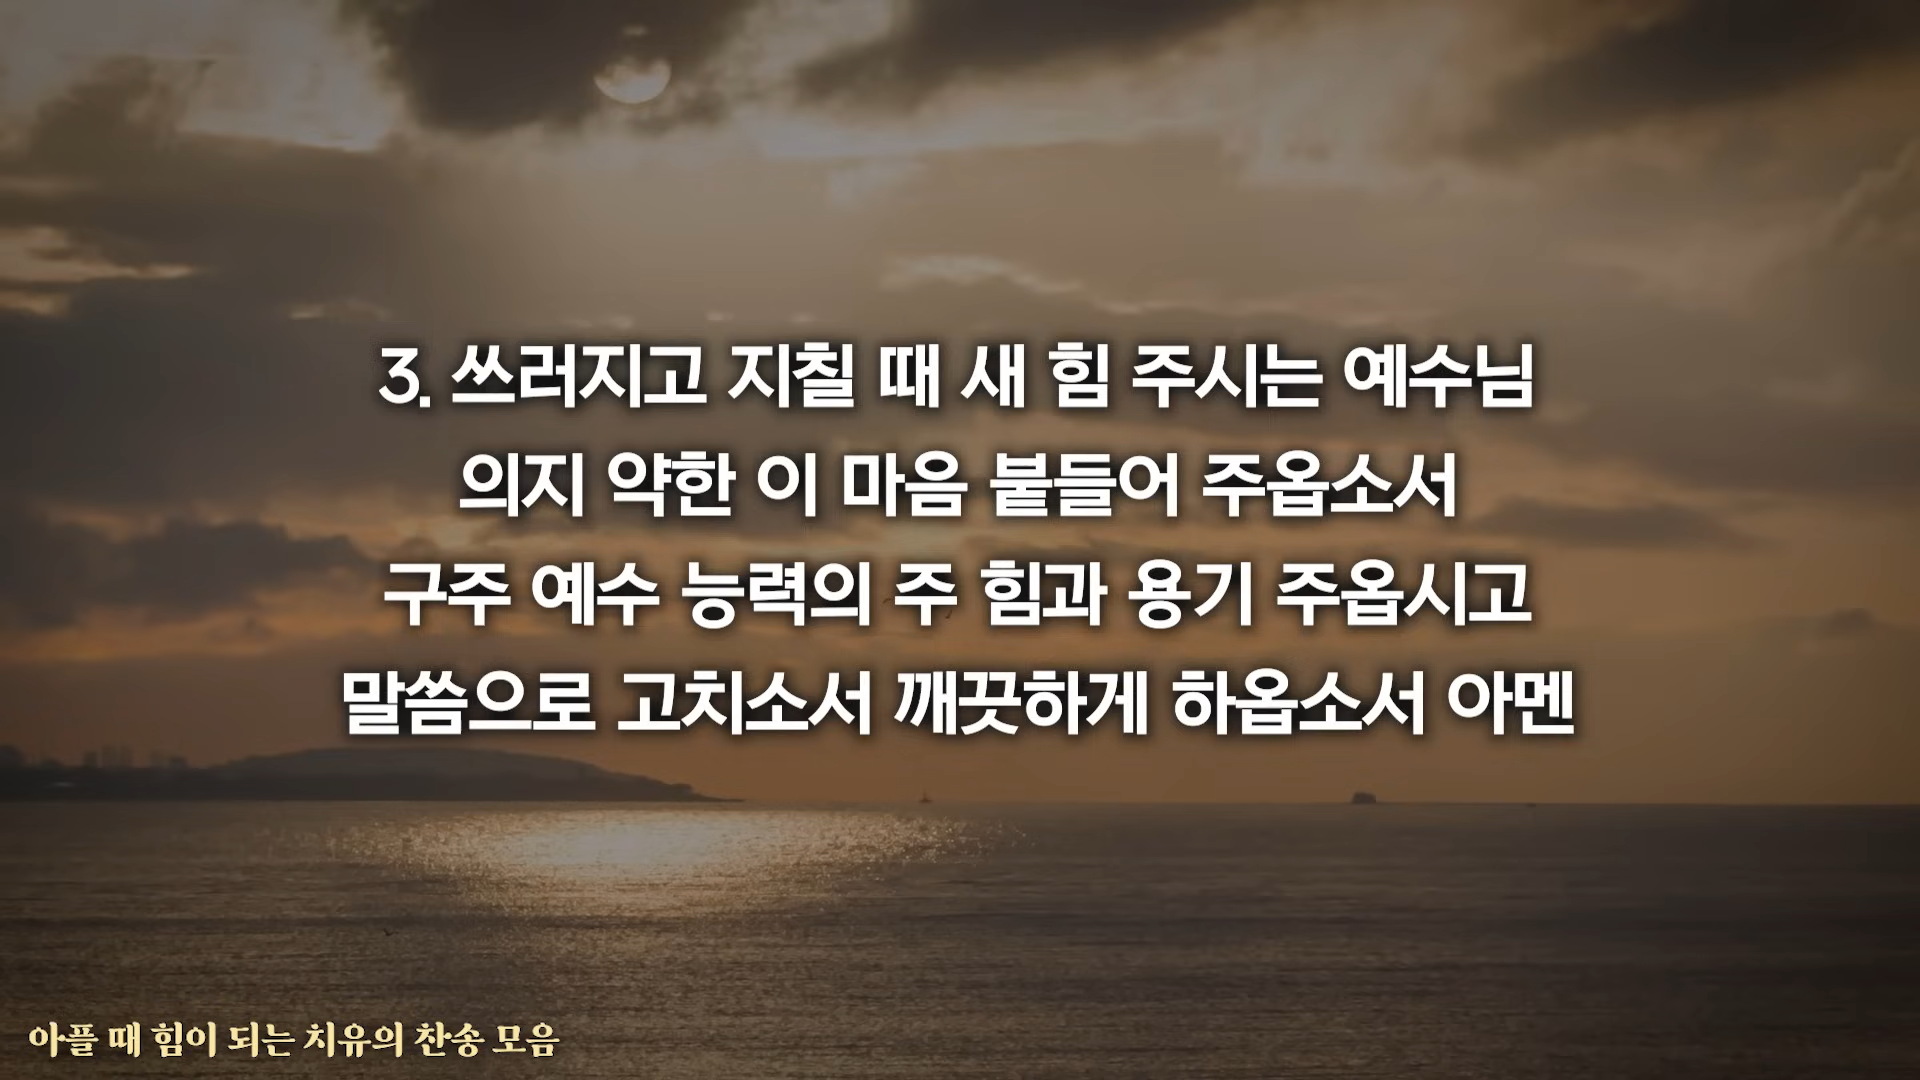 3. 쓰러지고 지칠 때 새 힘 주시는 예수님
의지 약한 이 마음 붙들어 주옵소서
구주 예수 능력의 주 힘과 용기 주옵시고
말씀으로 고치소서 깨끗하게 하옵소서 아멘
아플 때 힘이 되는 치유의 찬송 모음